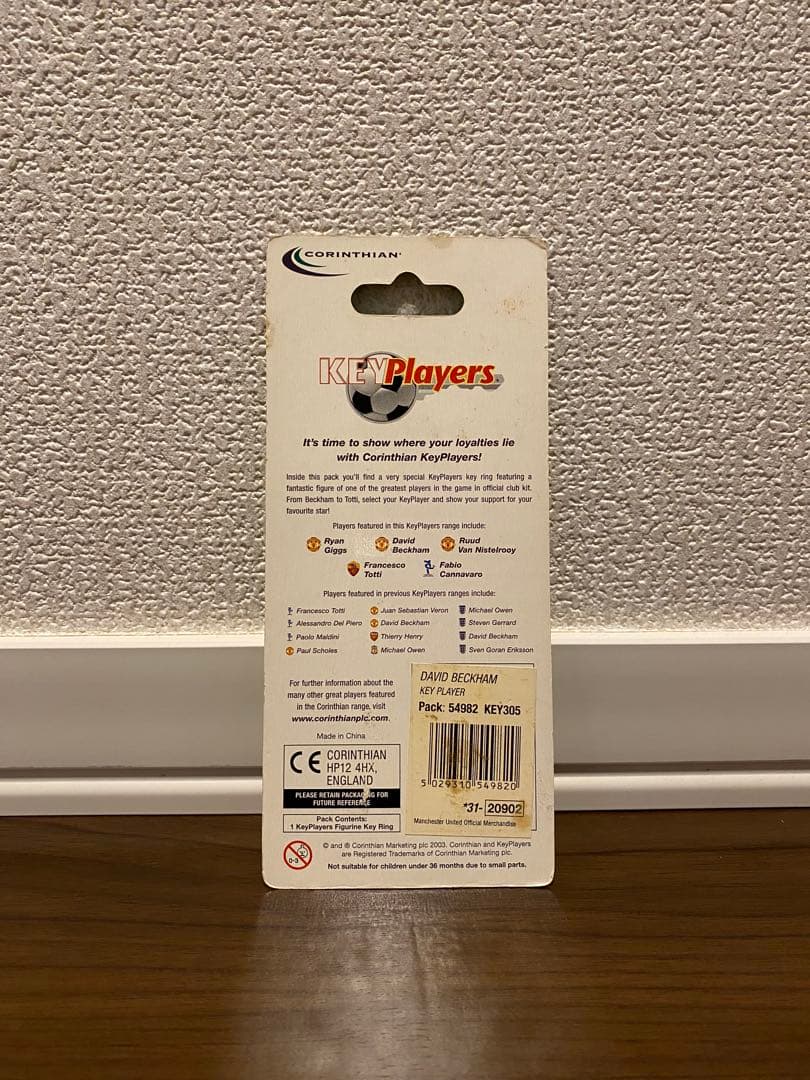 CORINTHIAN
KEYPlayers
It's time to show where your loyalties lie
with Corinthian KeyPlayers!
Inside this pack you'll find a very special KeyPlayers key ring featuring a
fantastic figure of one of the greatest players in the game in official club kit.
From Beckham to Totti, select your KeyPlayer and show your support for your
favourite star!
Players featured in this KeyPlayers range include:
Ryan Giggs
David Beckham
Ruud Van Nistelrooy
Francesco Totti
Fabio Cannavaro
Players featured in previous KeyPlayers ranges include:
Francesco Totti
Alessandro Del Piero
Paolo Maldini
Paul Scholes
Juan Sebastian Veron
David Beckham
Thierry Henry
Michael Owen
Michael Owen
Steven Gerrard
David Beckham
Sven Goran Eriksson
For further information about the
many other great players featured
in the Corinthian range, visit
www.corinthianplc.com.
Made in China
CE CORINTHIAN
HP12 4HX,
ENGLAND
PLEASE RETAIN PACKAGING FOR
FUTURE REFERENCE
Pack Contents:
1 KeyPlayers Figurine Key Ring
DAVID BECKHAM
KEY PLAYER
Pack: 54982 KEY305
5 029310 549820
*31- 20902
Manchester United Official Merchandise
0-3
© and ® Corinthian Marketing plc 2003. Corinthian and KeyPlayers
are Registered Trademarks of Corinthian Marketing plc.
Not suitable for children under 36 months due to small parts.